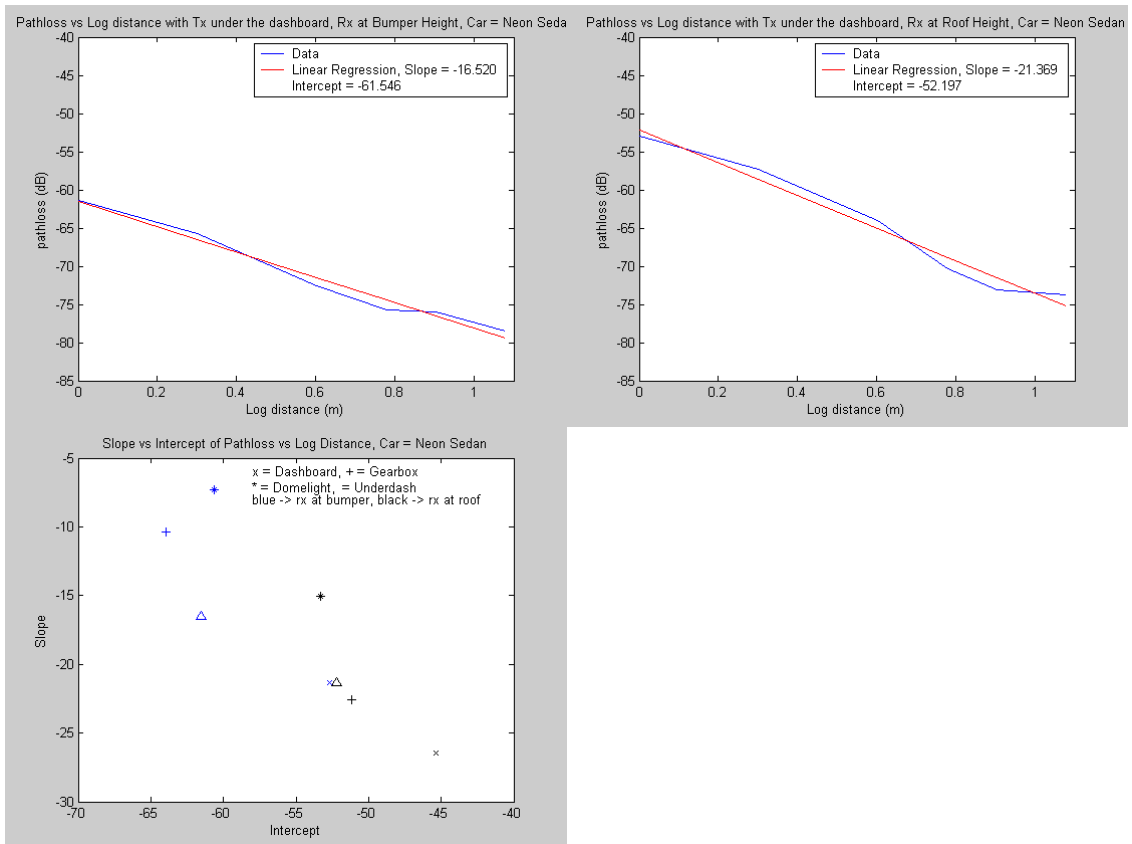 Pathloss vs Log distance with Tx under the dashboard, Rx at Bumper Height, Car = Neon Seda
-40
-45
-50
-55
-60
-65
-70
-75
-80
-85
pathloss (dB)
Data
Linear Regression, Slope = -16.520
Intercept = -61.546
0
0.2
0.4
0.6
0.8
1
Log distance (m)
Pathloss vs Log distance with Tx under the dashboard, Rx at Roof Height, Car = Neon Sedan
-40
-45
-50
-55
-60
-65
-70
-75
-80
-85
pathloss (dB)
Data
Linear Regression, Slope = -21.369
Intercept = -52.197
0
0.2
0.4
0.6
0.8
1
Log distance (m)
Slope vs Intercept of Pathloss vs Log Distance, Car = Neon Sedan
-5
-10
-15
-20
-25
-30
Slope
x = Dashboard, + = Gearbox
* = Domelight, = Underdash
blue -> rx at bumper, black -> rx at roof
-70
-65
-60
-55
-50
-45
-40
Intercept